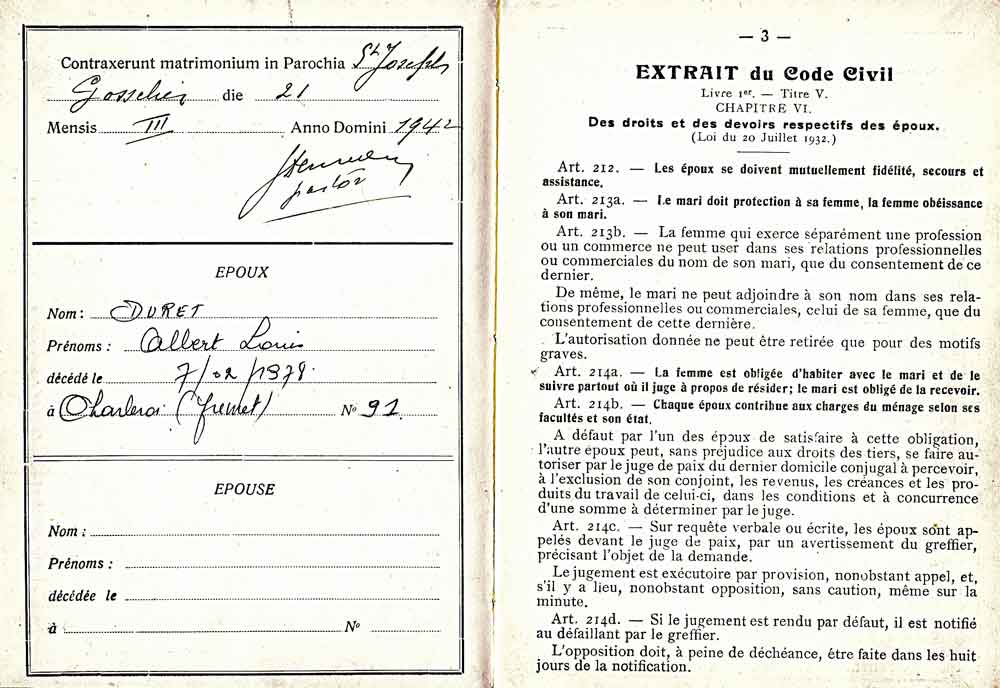 Contraxerunt matrimonium in Parochia St Joseph
Gosselies die 21
Mensis III Anno Domini 1942
pastor
EPOUX
Nom : DURET
Prénoms : Albert Louis
décédé le 7/02/1978
à Charleroi (Jumet) No 91
EPOUSE
Nom :
Prénoms :
décédée le
à No
— 3 —
EXTRAIT du Code Civil
Livre 1er. — Titre V.
CHAPITRE VI.
Des droits et des devoirs respectifs des époux.
(Loi du 20 Juillet 1932.)
Art. 212. — Les époux se doivent mutuellement fidélité, secours et
assistance.
Art. 213a. — Le mari doit protection à sa femme, la femme obéissance
à son mari.
Art. 213b. — La femme qui exerce séparément une profession
ou un commerce ne peut user dans ses relations professionnelles
ou commerciales du nom de son mari, que du consentement de ce
dernier.
De même, le mari ne peut adjoindre à son nom dans ses rela-
tions professionnelles ou commerciales, celui de sa femme, que du
consentement de cette dernière.
L'autorisation donnée ne peut être retirée que pour des motifs
graves.
Art. 214a. — La femme est obligée d'habiter avec le mari et de le
suivre partout où il juge à propos de résider; le mari est obligé de la recevoir.
Art. 214b. — Chaque époux contribue aux charges du ménage selon ses
facultés et son état.
A défaut par l'un des époux de satisfaire à cette obligation,
l'autre époux peut, sans préjudice aux droits des tiers, se faire au-
toriser par le juge de paix du dernier domicile conjugal à percevoir,
à l'exclusion de son conjoint, les revenus, les créances et les pro-
duits du travail de celui-ci, dans les conditions et à concurrence
d'une somme à déterminer par le juge.
Art. 214c. — Sur requête verbale ou écrite, les époux sont ap-
pelés devant le juge de paix, par un avertissement du greffier,
précisant l'objet de la demande.
Le jugement est exécutoire par provision, nonobstant appel, et,
s'il y a lieu, nonobstant opposition, sans caution, même sur la
minute.
Art. 214d. — Si le jugement est rendu par défaut, il est notifié
au défaillant par le greffier.
L'opposition doit, à peine de déchéance, être faite dans les huit
jours de la notification.